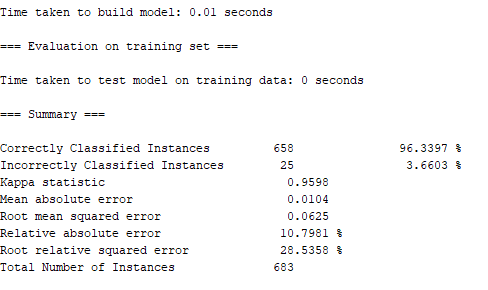 Time taken to build model: 0.01 seconds
=== Evaluation on training set ===
Time taken to test model on training data: 0 seconds
=== Summary ===
Correctly Classified Instances 658 96.3397 %
Incorrectly Classified Instances 25 3.6603 %
Kappa statistic 0.9598
Mean absolute error 0.0104
Root mean squared error 0.0625
Relative absolute error 10.7981 %
Root relative squared error 28.5358 %
Total Number of Instances 683